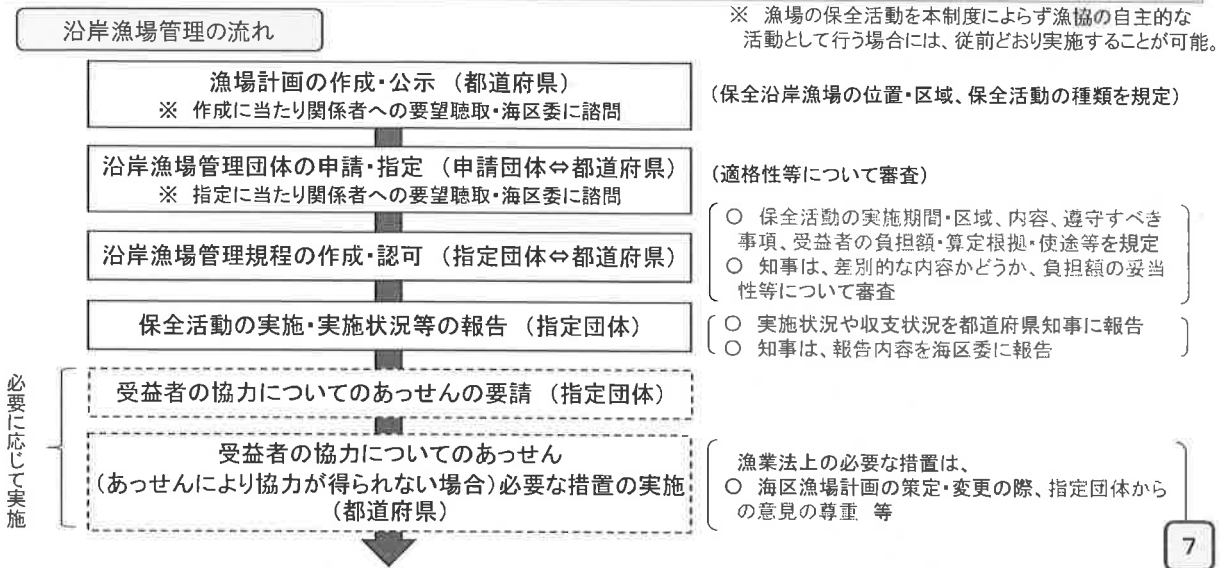 沿岸漁場管理の流れ
※ 漁場の保全活動を本制度によらず漁協の自主的な
活動として行う場合には、従前どおり実施することが可能。
漁場計画の作成・公示 （都道府県）
※ 作成に当たり関係者への要望聴取・海区委に諮問
（保全沿岸漁場の位置・区域、保全活動の種類を規定）
沿岸漁場管理団体の申請・指定 （申請団体⇔都道府県）
※ 指定に当たり関係者への要望聴取・海区委に諮問
（適格性等について審査）
沿岸漁場管理規程の作成・認可 （指定団体⇔都道府県）
○ 保全活動の実施期間・区域、内容、遵守すべき
事項、受益者の負担額・算定根拠・使途等を規定
○ 知事は、差別的な内容かどうか、負担額の妥当
性等について審査
保全活動の実施・実施状況等の報告 （指定団体）
○ 実施状況や収支状況を都道府県知事に報告
○ 知事は、報告内容を海区委に報告
必要に応じて実施
受益者の協力についてのあっせんの要請 （指定団体）
受益者の協力についてのあっせん
（あっせんにより協力が得られない場合）必要な措置の実施
（都道府県）
漁業法上の必要な措置は、
○ 海区漁場計画の策定・変更の際、指定団体から
の意見の尊重 等
7